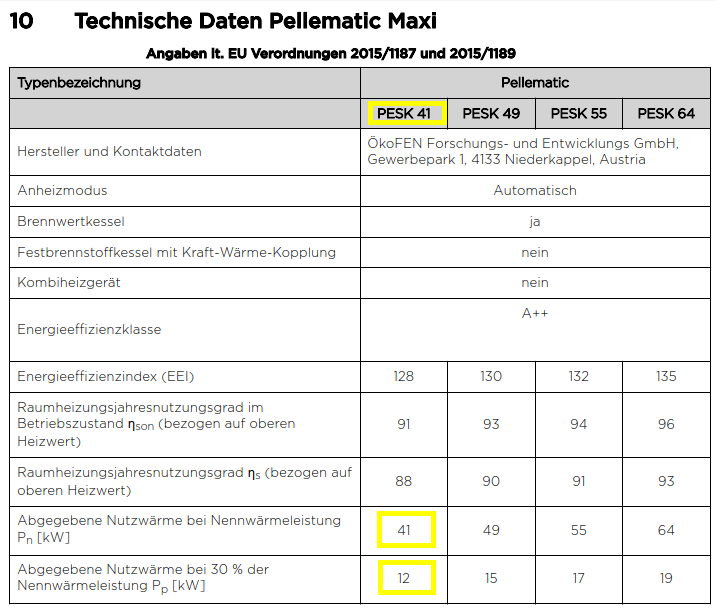 10 Technische Daten Pellematic Maxi
Angaben lt. EU Verordnungen 2015/1187 und 2015/1189
Typenbezeichnung Pellematic
PESK 41 PESK 49 PESK 55 PESK 64
Hersteller und Kontaktdaten
ÖkoFEN Forschungs- und Entwicklungs GmbH,
Gewerbepark 1, 4133 Niederkappel, Austria
Anheizmodus Automatisch
Brennwertkessel ja
Festbrennstoffkessel mit Kraft-Wärme-Kopplung nein
Kombiheizgerät nein
Energieeffizienzklasse A++
Energieeffizienzindex (EEI) 128 130 132 135
Raumheizungsjahresnutzungsgrad im
Betriebszustand ηson (bezogen auf oberen
Heizwert)
91 93 94 96
Raumheizungsjahresnutzungsgrad ηs (bezogen auf
oberen Heizwert)
88 90 91 93
Abgegebene Nutzwärme bei Nennwärmeleistung
Pn [kW]
41 49 55 64
Abgegebene Nutzwärme bei 30 % der
Nennwärmeleistung Pp [kW]
12 15 17 19